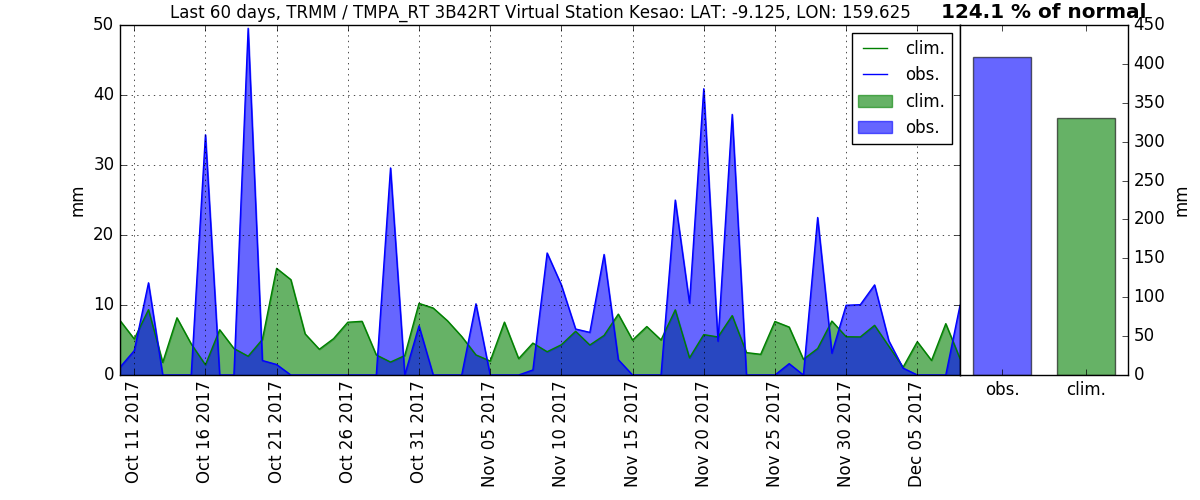 Last 60 days, TRMM / TMPA_RT 3B42RT Virtual Station Kesao: LAT: -9.125, LON: 159.625
124.1 % of normal
50
40
30
20
10
0
mm
clim.
obs.
clim.
obs.
450
400
350
300
250
200
150
100
50
0
mm
Oct 11 2017
Oct 16 2017
Oct 21 2017
Oct 26 2017
Oct 31 2017
Nov 05 2017
Nov 10 2017
Nov 15 2017
Nov 20 2017
Nov 25 2017
Nov 30 2017
Dec 05 2017
obs.
clim.